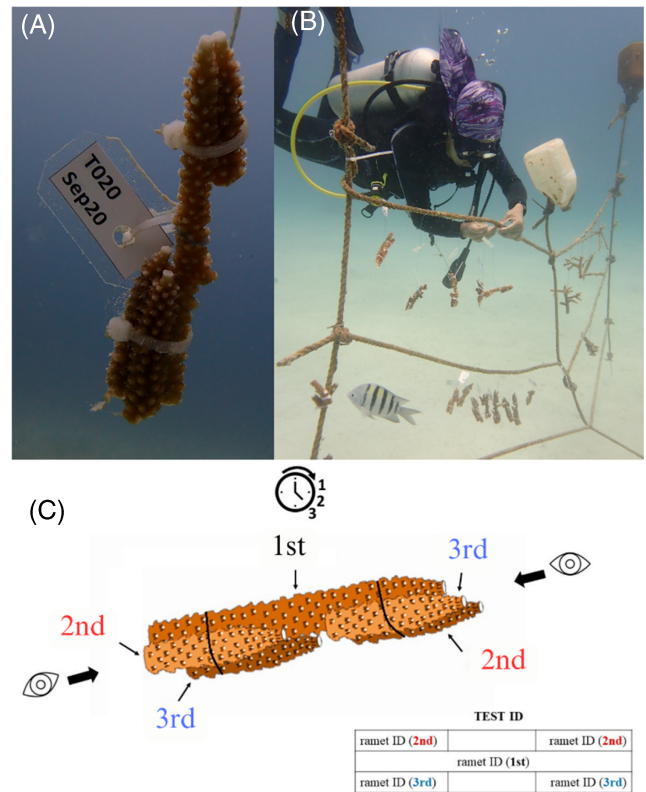 (A)
(B)
T020
Sep20
(C)
1
2
3
1st
3rd
2nd
2nd
3rd
TEST ID
ramet ID (2nd) ramet ID (2nd)
ramet ID (1st)
ramet ID (3rd) ramet ID (3rd)